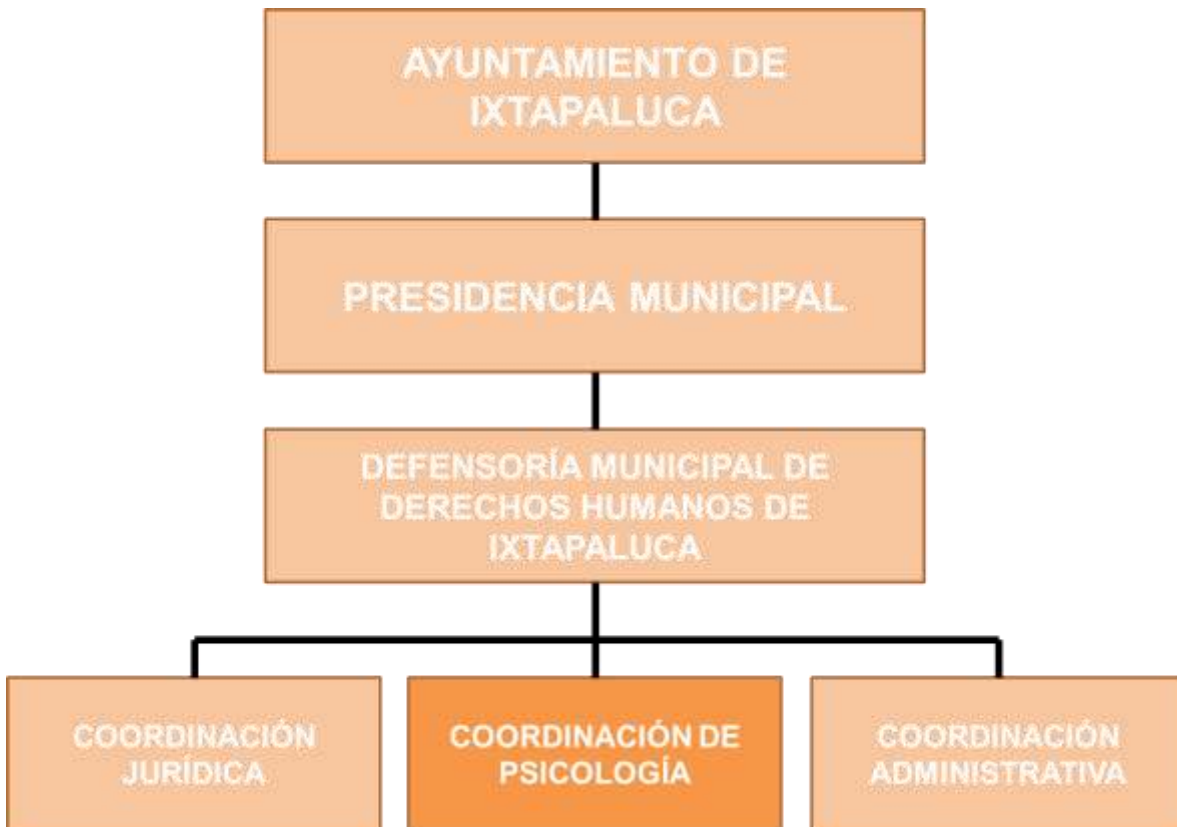 AYUNTAMIENTO DE
IXTAPALUCA
PRESIDENCIA MUNICIPAL
DEFENSORÍA MUNICIPAL DE
DERECHOS HUMANOS DE
IXTAPALUCA
COORDINACIÓN
JURÍDICA
COORDINACIÓN DE
PSICOLOGÍA
COORDINACIÓN
ADMINISTRATIVA